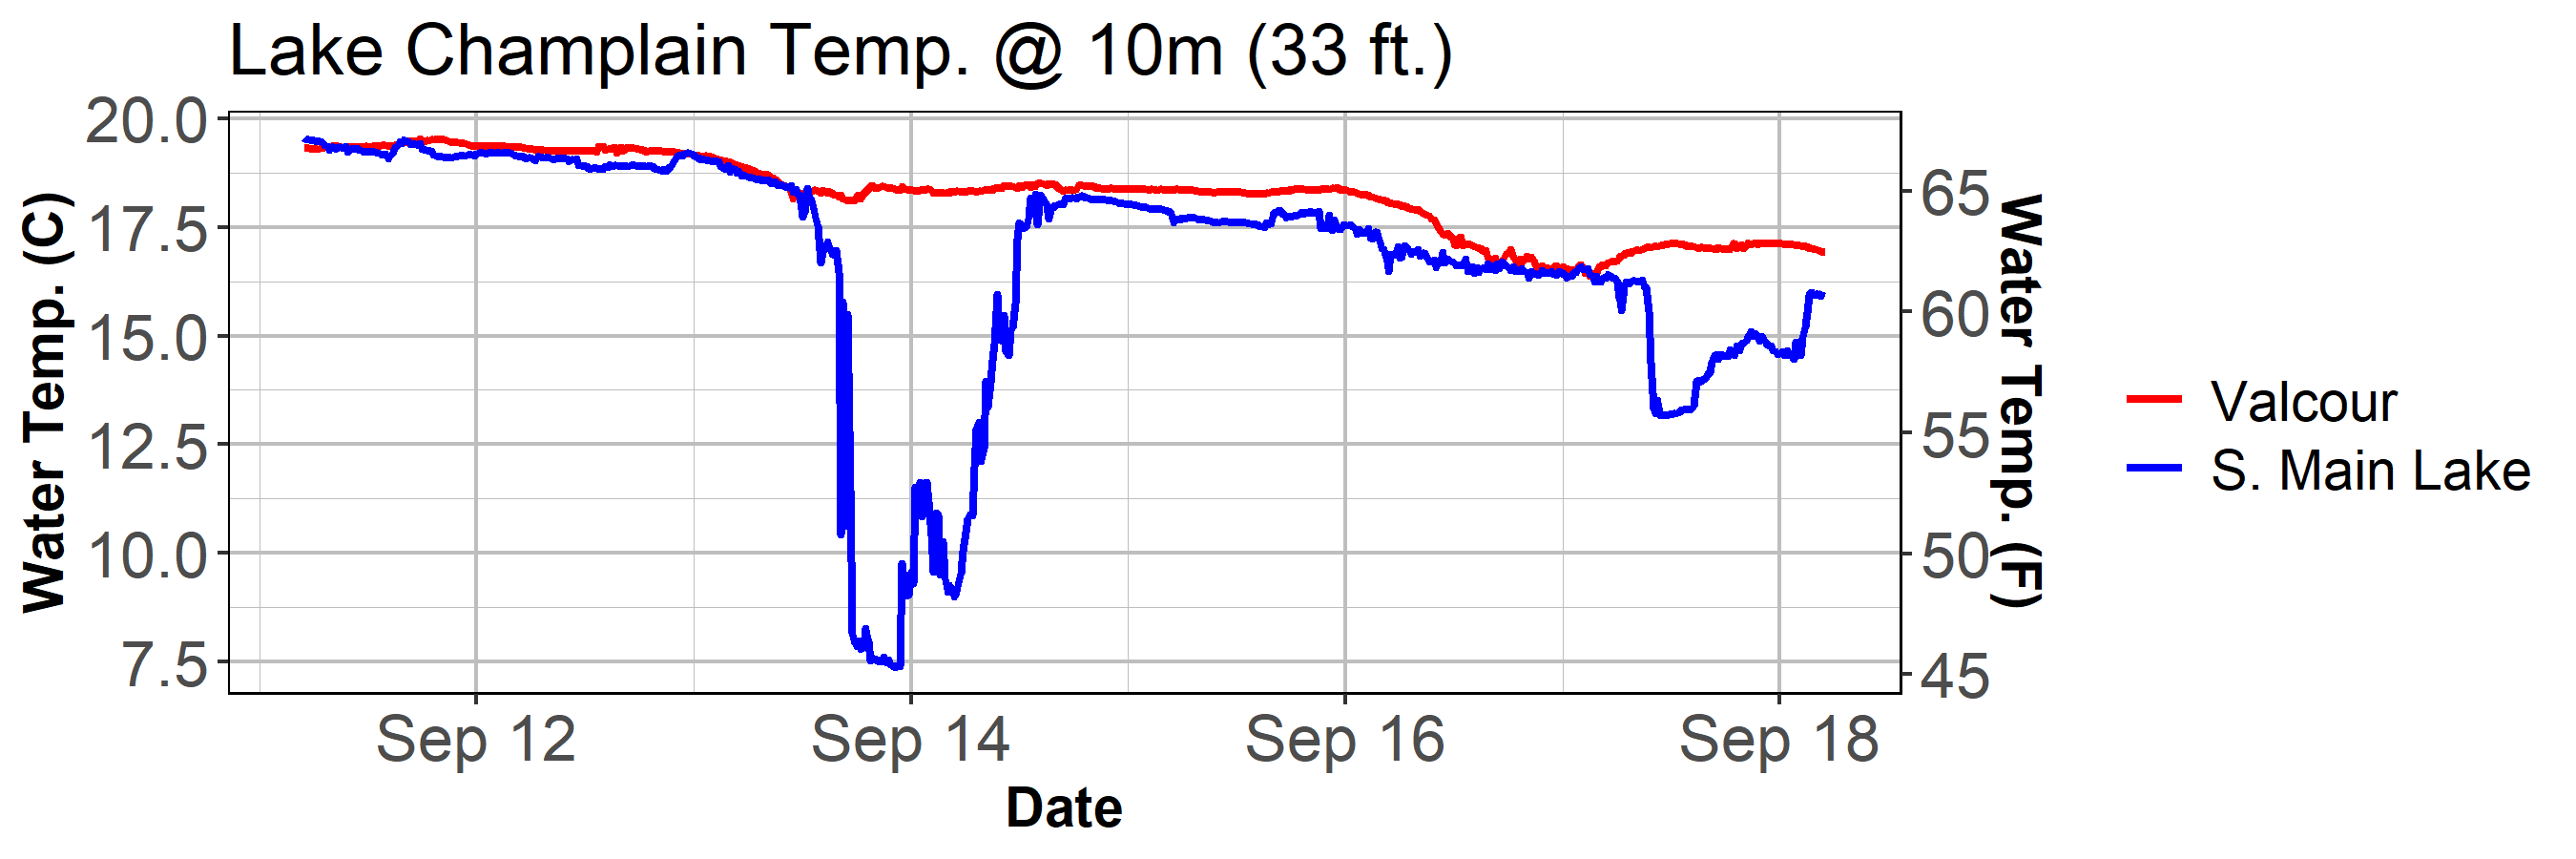 Lake Champlain Temp. @ 10m (33 ft.)
Water Temp. (C)
20.0
17.5
15.0
12.5
10.0
7.5
65
60
55
50
45
Water Temp. (F)
Sep 12
Sep 14
Sep 16
Sep 18
Date
Valcour
S. Main Lake